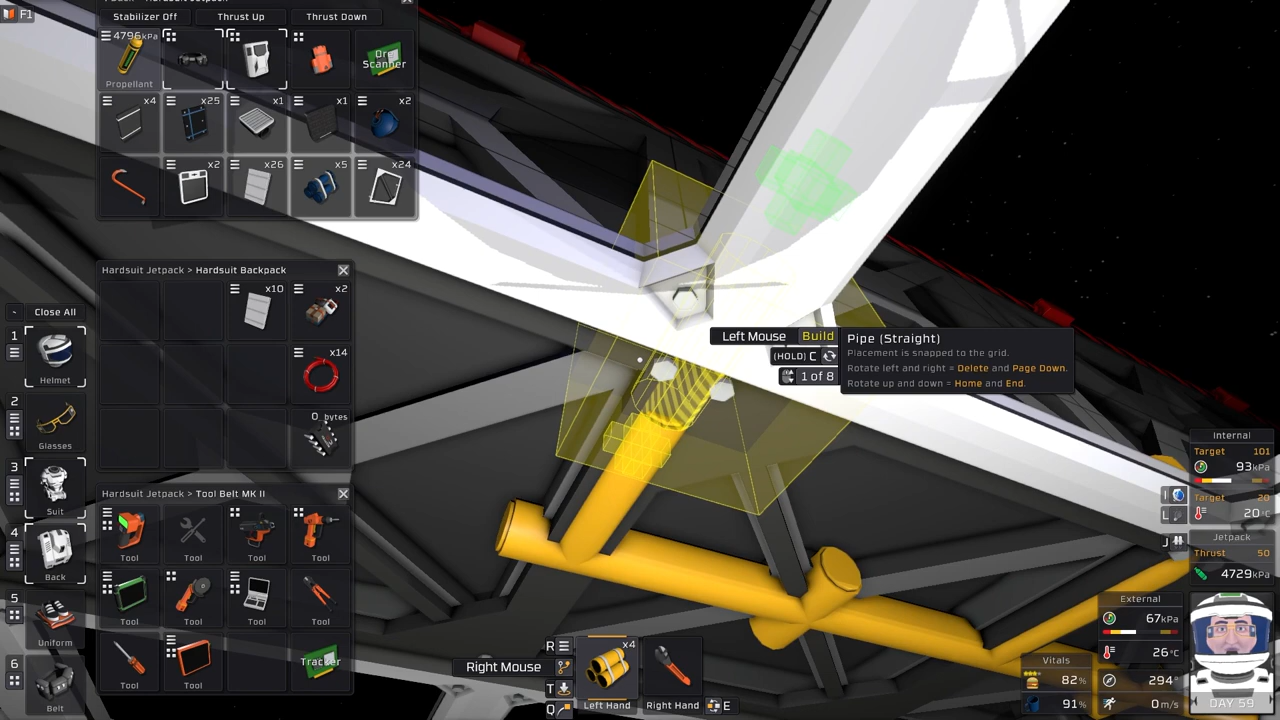 F1
Stabilizer Off Thrust Up Thrust Down
4796kPa
Propellant
Ore Scanner
x4 x25 x1 x1 x2
x2 x26 x5 x24
Hardsuit Jetpack > Hardsuit Backpack
x10 x2
x14
0 bytes
Hardsuit Jetpack > Tool Belt MK II
Tool Tool Tool Tool
Tool Tool Tool Tool
Tool Tool Tracker
~ Close All
1
Helmet
2
Glasses
3
Suit
4
Back
5
Uniform
6
Belt
Left Mouse Build
(HOLD) C
1 of 8
Pipe (Straight)
Placement is snapped to the grid.
Rotate left and right = Delete and Page Down.
Rotate up and down = Home and End.
Right Mouse
R
T
Q
x4
Left Hand
Right Hand E
Internal
Target 101
93kPa
Target 20
20°C
I
L
J
Jetpack
Thrust 50
4729kPa
External
67kPa
26°C
Vitals
82%
91%
294°
0m/s
DAY 59